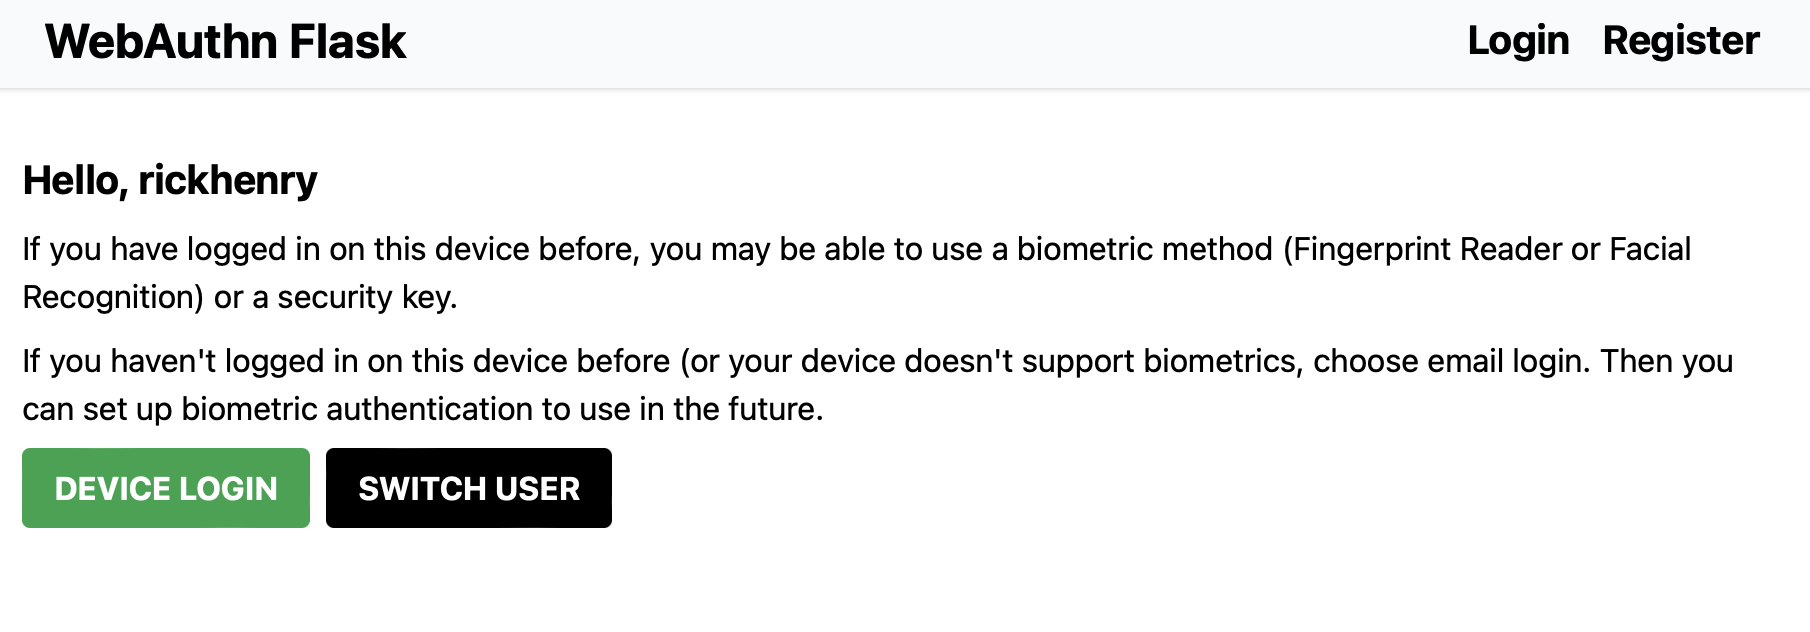 WebAuthn Flask
Login Register
Hello, rickhenry
If you have logged in on this device before, you may be able to use a biometric method (Fingerprint Reader or Facial
Recognition) or a security key.
If you haven't logged in on this device before (or your device doesn't support biometrics, choose email login. Then you
can set up biometric authentication to use in the future.
DEVICE LOGIN
SWITCH USER